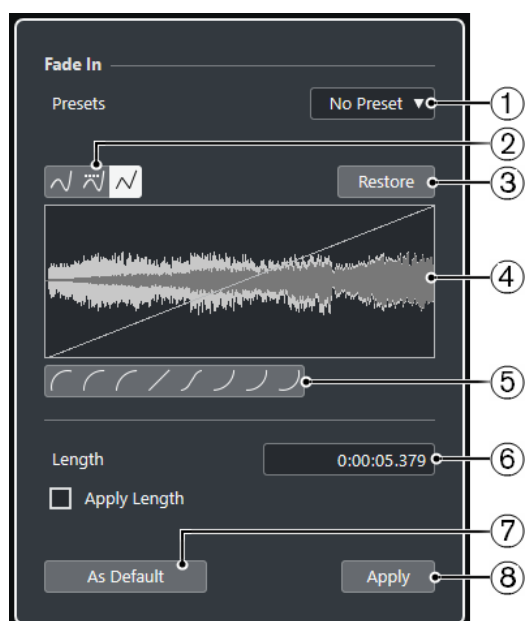 Fade In
Presets
No Preset
1
2
Restore
3
4
5
Length
0:00:05.379
6
Apply Length
7
As Default
Apply
8